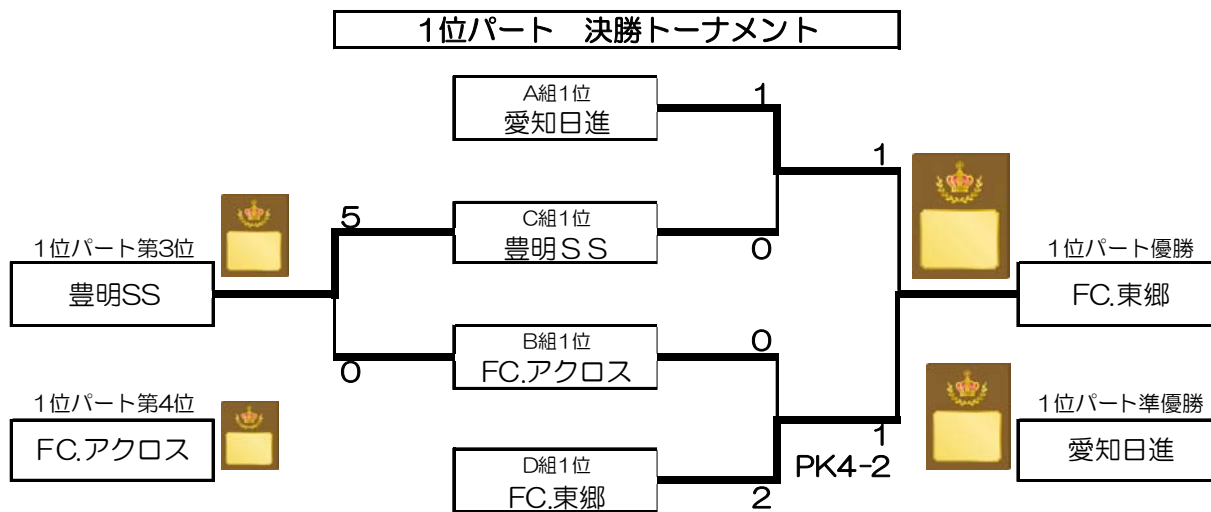 1位パート　決勝トーナメント
A組1位
愛知日進
1
1
C組1位
豊明ＳＳ
5
0
1位パート第3位
豊明SS
1位パート優勝
FC.東郷
B組1位
FC.アクロス
0
0
1位パート第4位
FC.アクロス
1位パート準優勝
愛知日進
1
PK4-2
D組1位
FC.東郷
2